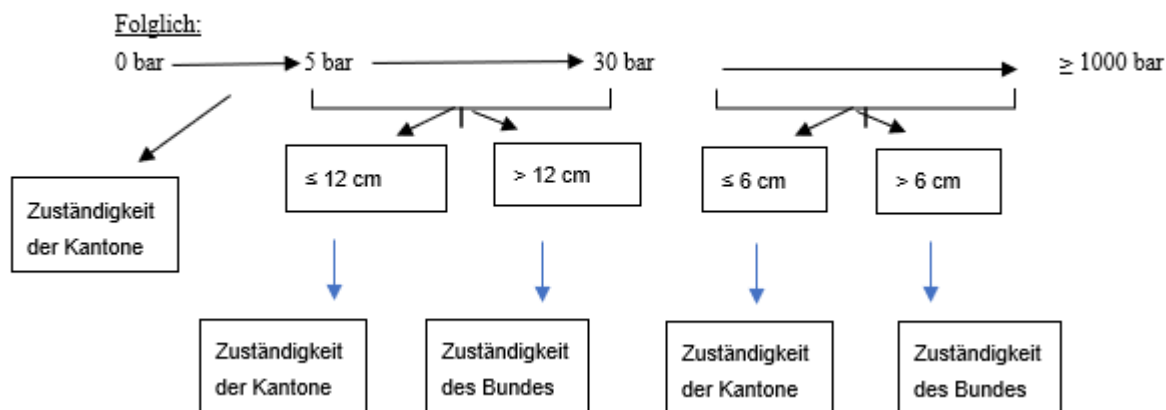 Folglich:
0 bar 5 bar 30 bar ≥ 1000 bar
≤ 12 cm > 12 cm ≤ 6 cm > 6 cm
Zuständigkeit
der Kantone
Zuständigkeit
der Kantone
Zuständigkeit
des Bundes
Zuständigkeit
der Kantone
Zuständigkeit
des Bundes